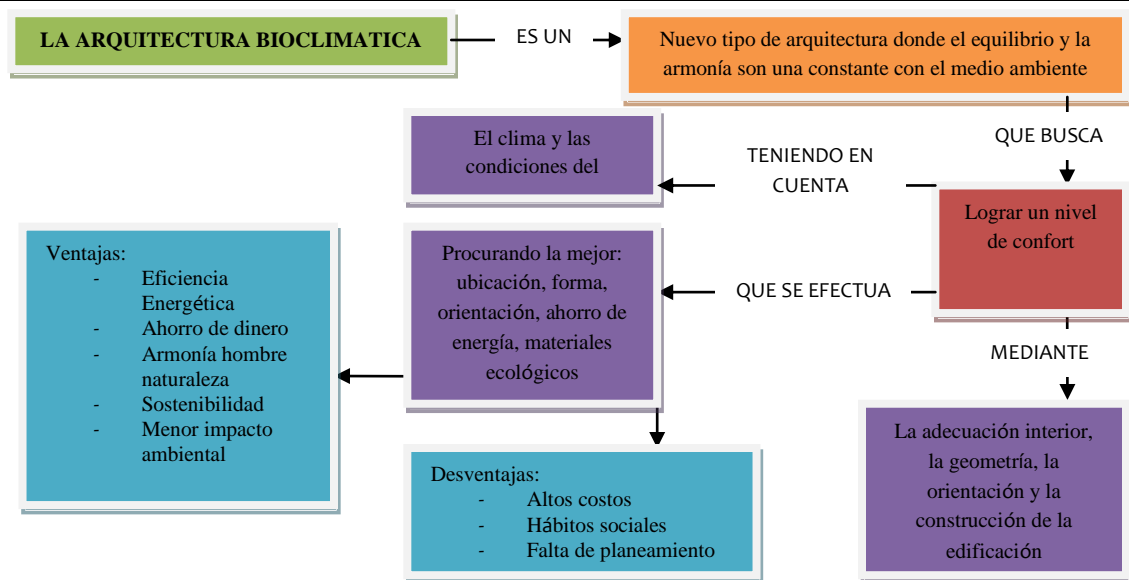 LA ARQUITECTURA BIOCLIMATICA
ES UN
Nuevo tipo de arquitectura donde el equilibrio y la
armonía son una constante con el medio ambiente
QUE BUSCA
Lograr un nivel
de confort
TENIENDO EN
CUENTA
El clima y las
condiciones del
QUE SE EFECTUA
Procurando la mejor:
ubicación, forma,
orientación, ahorro de
energía, materiales
ecológicos
Ventajas:
- Eficiencia
Energética
- Ahorro de dinero
- Armonía hombre
naturaleza
- Sostenibilidad
- Menor impacto
ambiental
Desventajas:
- Altos costos
- Hábitos sociales
- Falta de planeamiento
MEDIANTE
La adecuación interior,
la geometría, la
orientación y la
construcción de la
edificación